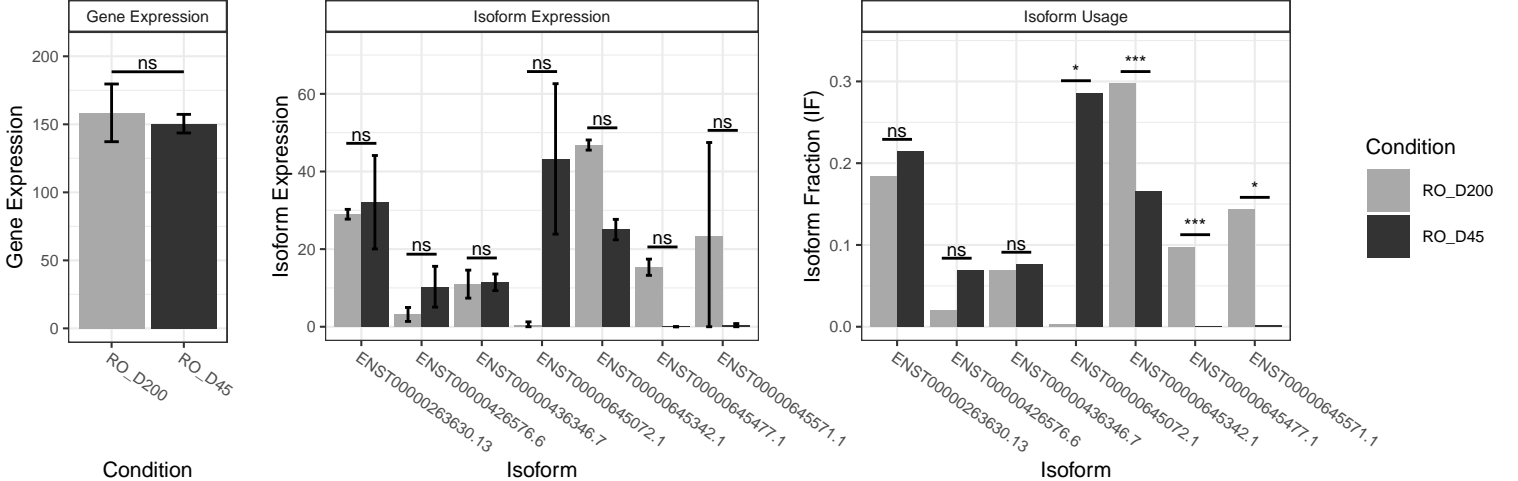 Gene Expression
Isoform Expression
Isoform Usage
Gene Expression
200
150
100
50
0
ns
RO_D200
RO_D45
Condition
Isoform Expression
60
40
20
0
ns
ns
ns
ns
ns
ns
ns
ENST00000263630.13
ENST00000426576.6
ENST00000436346.7
ENST00000645072.1
ENST00000645342.1
ENST00000645477.1
ENST00000645571.1
Isoform
Isoform Fraction (IF)
0.3
0.2
0.1
0.0
ns
ns
ns
*
***
***
*
ENST00000263630.13
ENST00000426576.6
ENST00000436346.7
ENST00000645072.1
ENST00000645342.1
ENST00000645477.1
ENST00000645571.1
Isoform
Condition
RO_D200
RO_D45